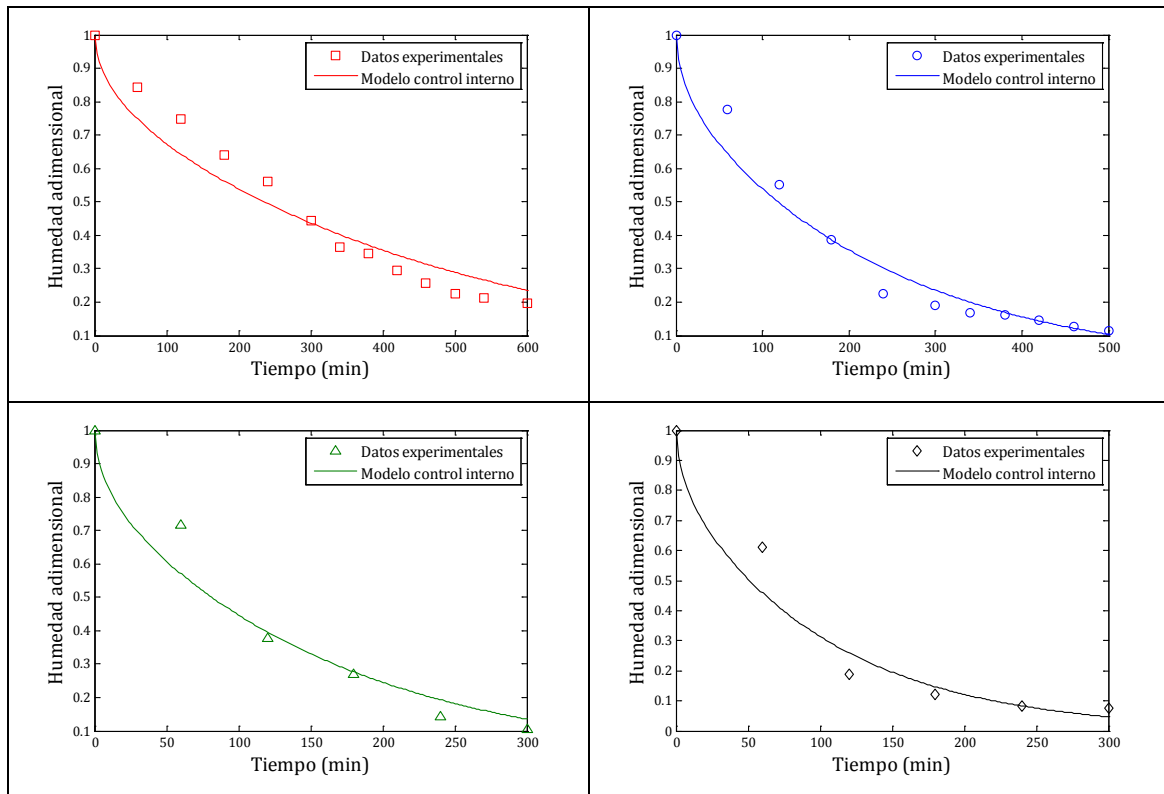 Humedad adimensional
1
0.9
0.8
0.7
0.6
0.5
0.4
0.3
0.2
0.1
0 100 200 300 400 500 600
Tiempo (min)
Datos experimentales
Modelo control interno
Humedad adimensional
1
0.9
0.8
0.7
0.6
0.5
0.4
0.3
0.2
0.1
0 100 200 300 400 500
Tiempo (min)
Datos experimentales
Modelo control interno
Humedad adimensional
1
0.9
0.8
0.7
0.6
0.5
0.4
0.3
0.2
0.1
0 50 100 150 200 250 300
Tiempo (min)
Datos experimentales
Modelo control interno
Humedad adimensional
1
0.9
0.8
0.7
0.6
0.5
0.4
0.3
0.2
0.1
0
0 50 100 150 200 250 300
Tiempo (min)
Datos experimentales
Modelo control interno